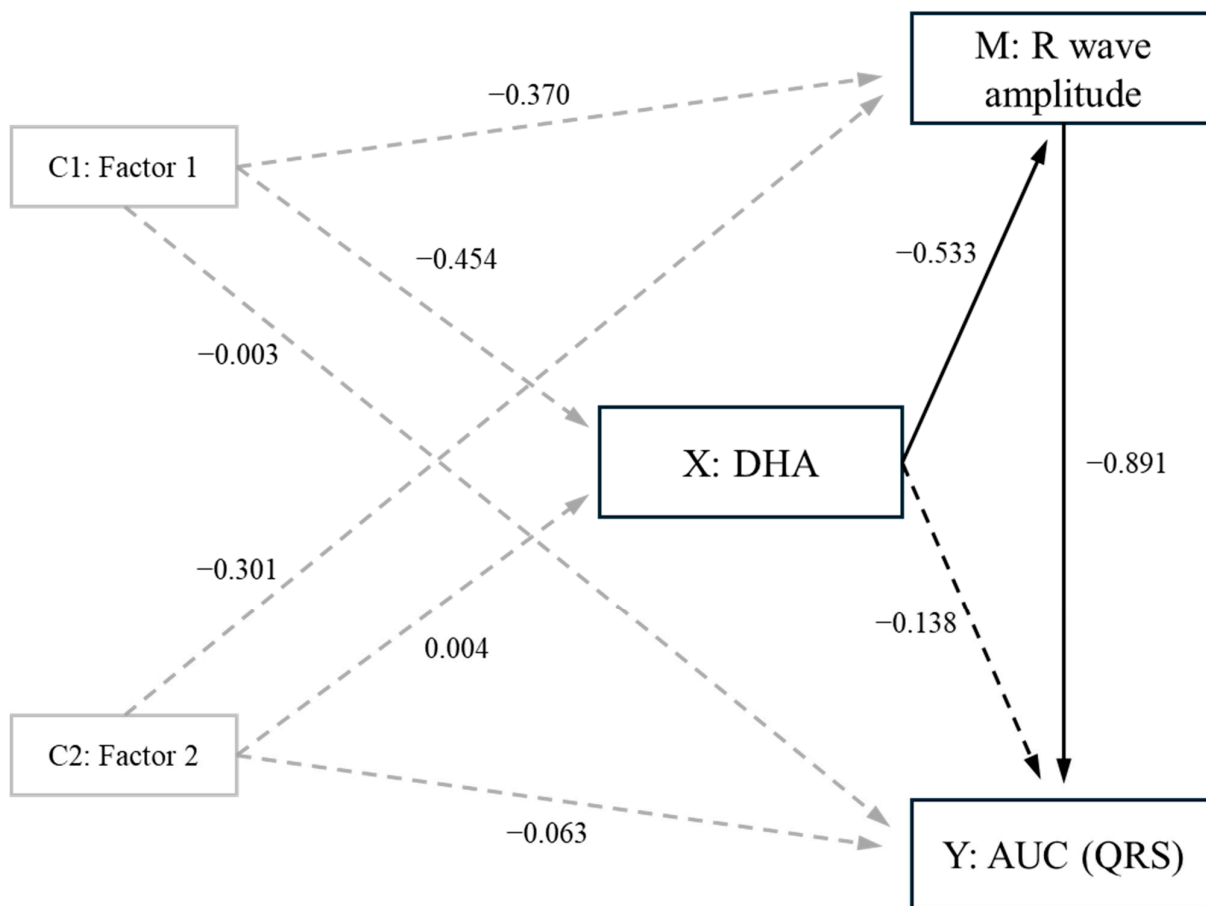 M: R wave
amplitude
−0.370
C1: Factor 1
−0.454
−0.533
−0.003
X: DHA
−0.891
−0.301
0.004
−0.138
C2: Factor 2
−0.063
Y: AUC (QRS)